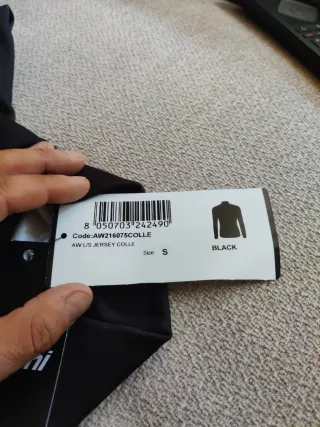 8 050703 242490
Code:AW216075COLLE
AW L/S JERSEY COLLE
Size S
BLACK